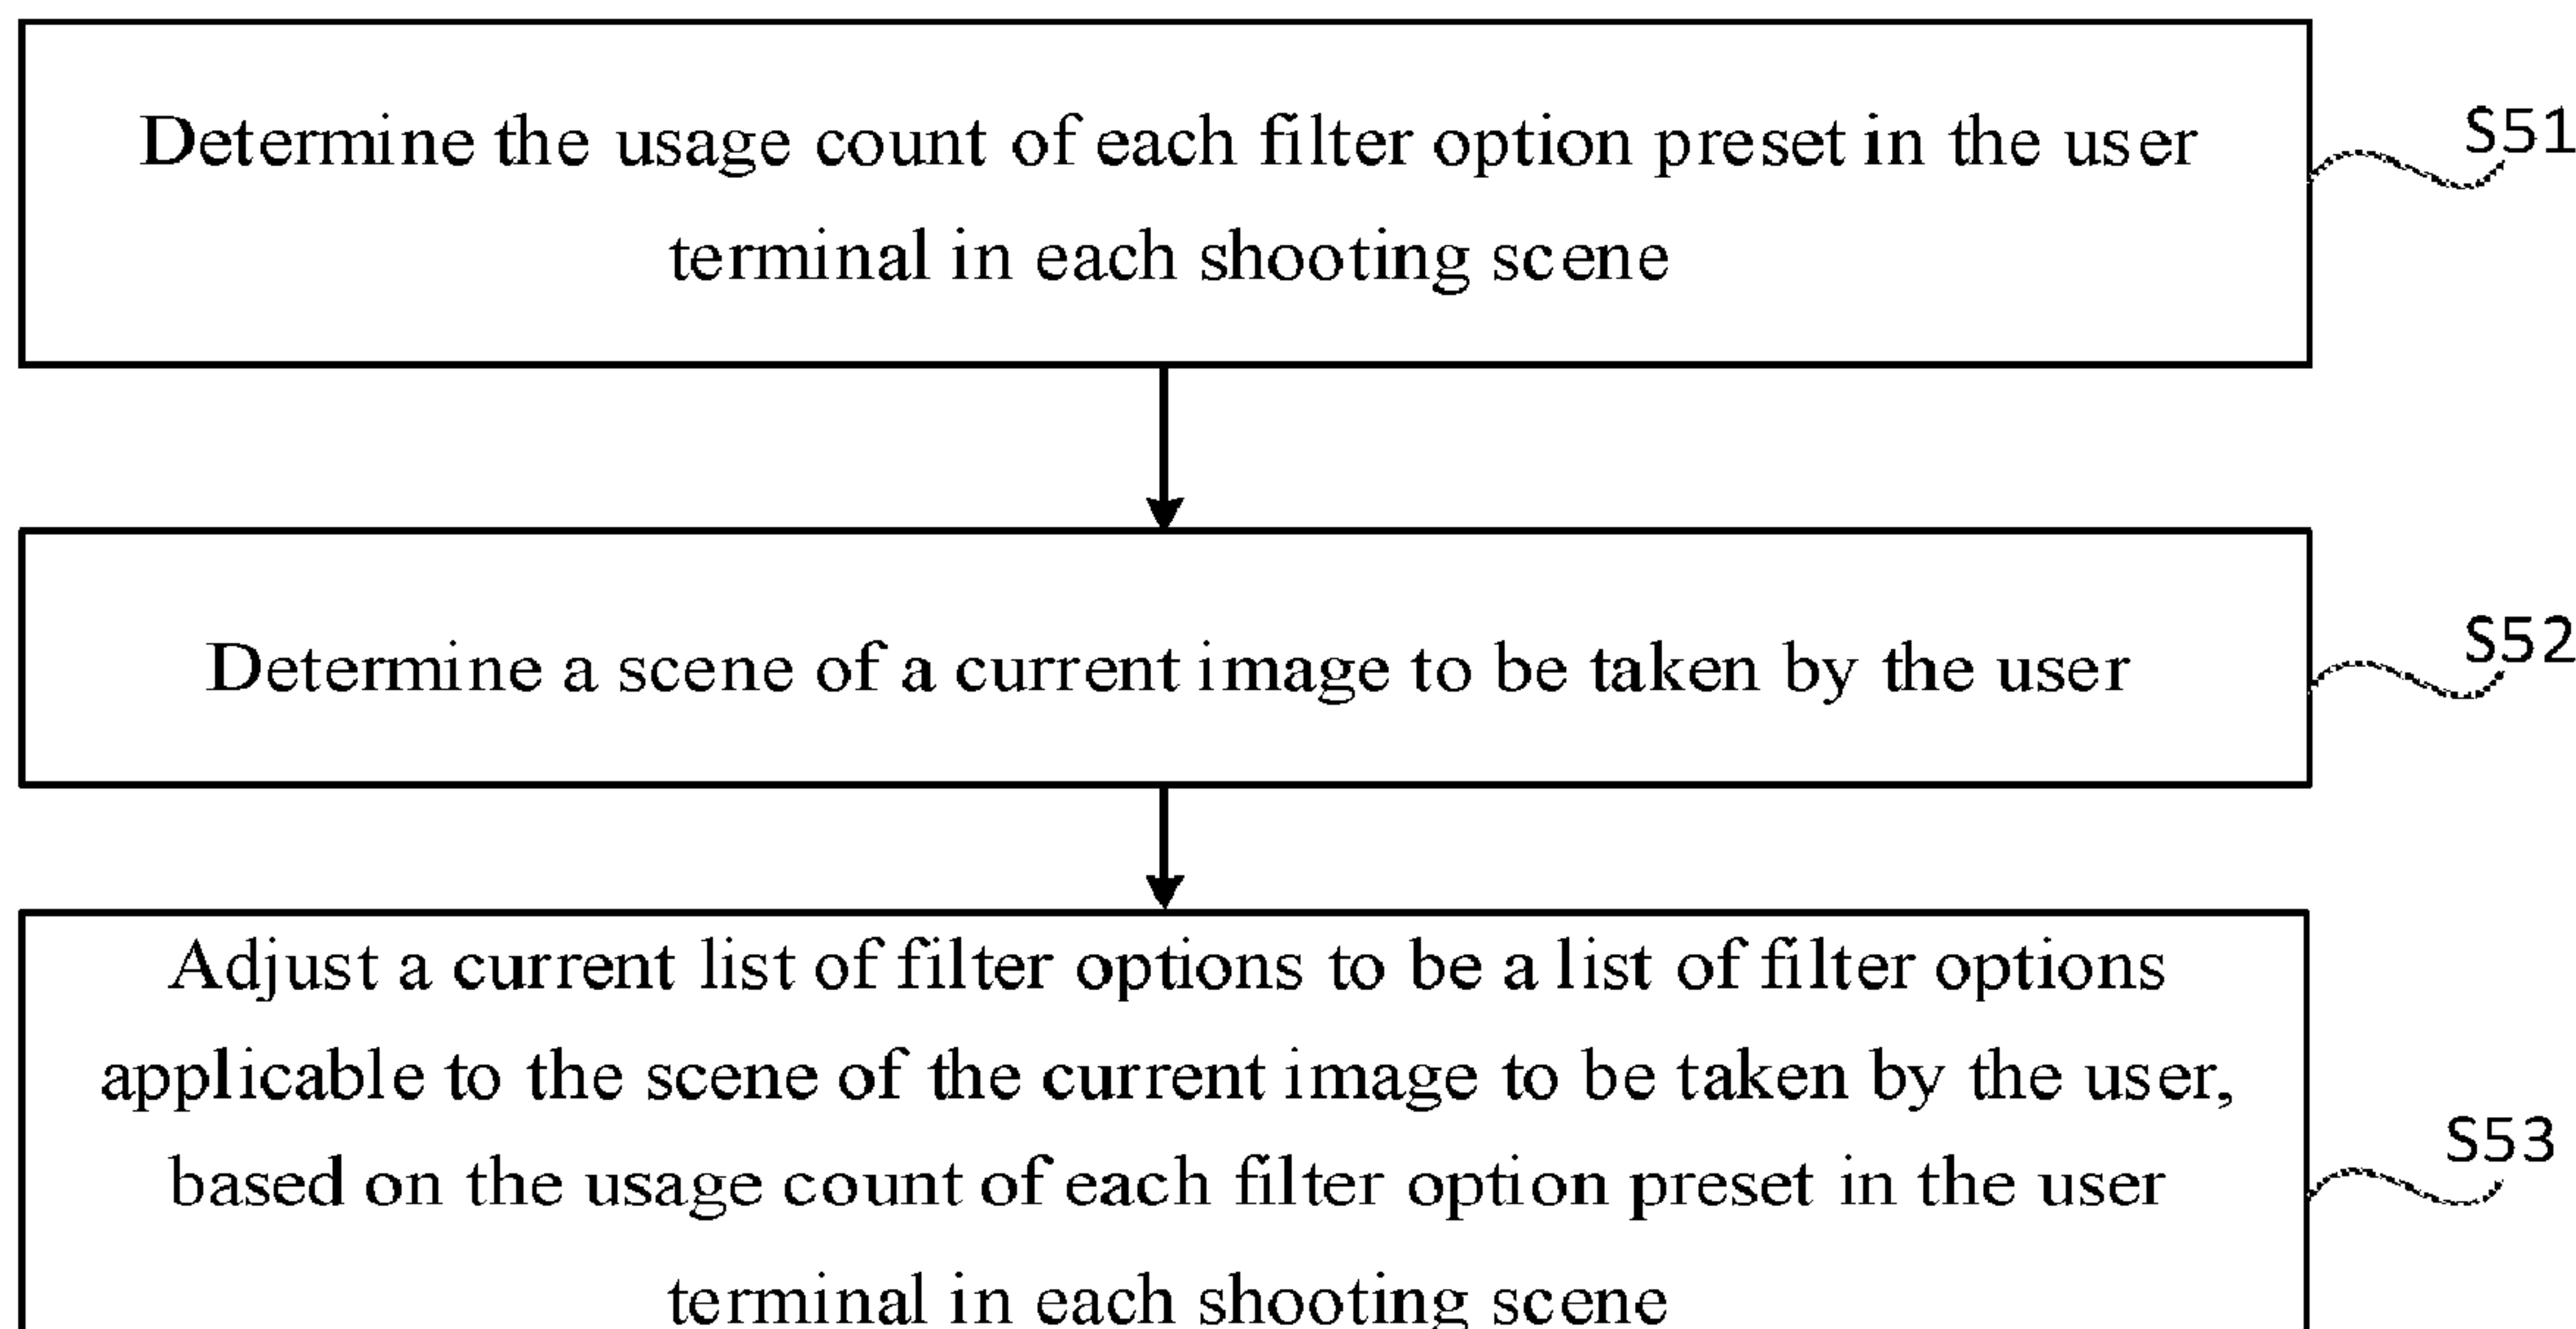 Determine the usage count of each filter option preset in the user
terminal in each shooting scene
S51
Determine a scene of a current image to be taken by the user
S52
Adjust a current list of filter options to be a list of filter options
applicable to the scene of the current image to be taken by the user,
based on the usage count of each filter option preset in the user
terminal in each shooting scene
S53